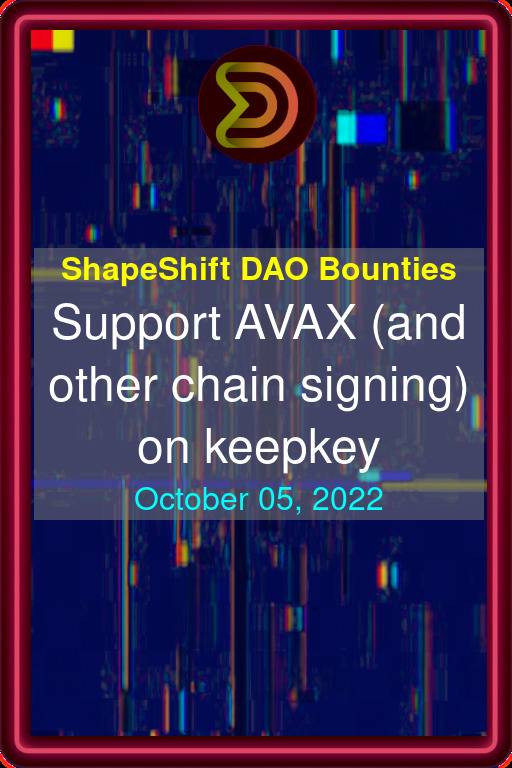 ShapeShift DAO Bounties
Support AVAX (and
other chain signing)
on keepkey
October 05, 2022